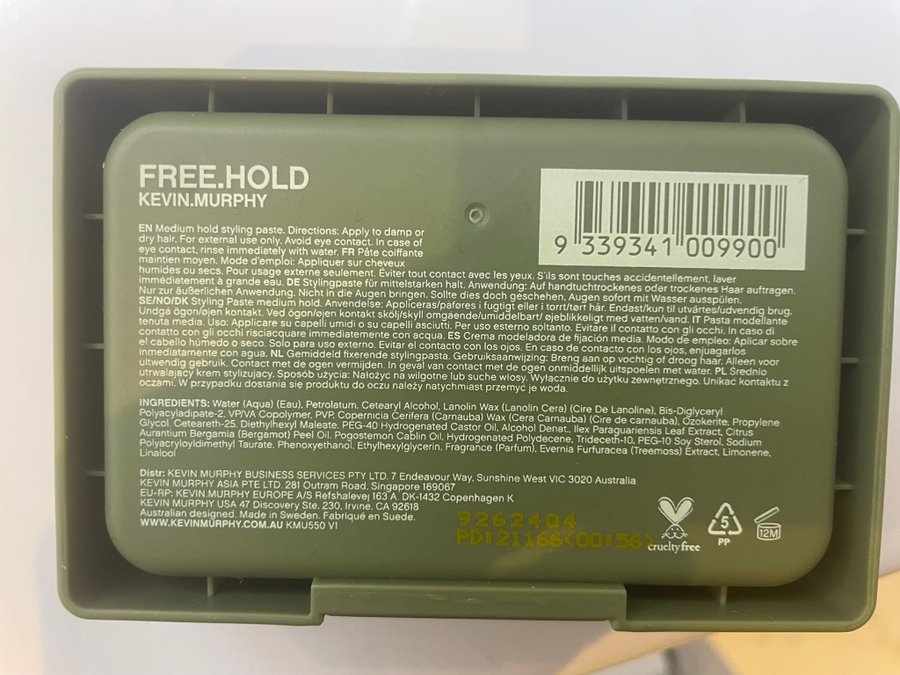 FREE.HOLD
KEVIN.MURPHY
EN Medium hold styling paste. Directions: Apply to damp or
dry hair. For external use only. Avoid eye contact. In case of
eye contact, rinse immediately with water. FR Pâte coiffante
maintien moyen. Mode d'emploi: Appliquer sur cheveux
humides ou secs. Pour usage externe seulement. Éviter tout contact avec les yeux. S'ils sont touches accidentellement, laver
immédiatement à grande eau. DE Stylingpaste für mittelstarken halt. Anwendung: Auf handtuchtrockenes oder trockenes Haar auftragen.
Nur zur äußerlichen Anwendung. Nicht in die Augen bringen. Sollte dies doch geschehen, Augen sofort mit Wasser ausspülen.
SE/NO/DK Styling Paste medium hold. Anvendelse: Appliceras/påføres i fugtigt eller i torrt/tørt hår. Endast/kun til utvärtes/udvendig brug.
Undga ögon/øjen kontakt. Ved ögon/øjen kontakt skölj/skyll omgående/umiddelbart/ øjeblikkeligt med vatten/vand. IT Pasta modellante
tenuta media. Uso: Applicare su capelli umidi o su capelli asciutti. Per uso esterno soltanto. Evitare il contatto con gli occhi. In caso di
contatto con gli occhi risciacquare immediatamente con acqua. ES Crema modeladora de fijación media. Modo de empleo: Aplicar sobre
el cabello húmedo o seco. Solo para uso externo. Evitar el contacto con los ojos. En caso de contacto con los ojos, enjuagarlos
inmediatamente con agua. NL Gemiddeld fixerende stylingpasta. Gebruiksaanwijzing: Breng aan op vochtig of droog haar. Alleen voor
uitwendig gebruik. Contact met de ogen vermijden. In geval van contact met de ogen onmiddellijk uitspoelen met water. PL Średnio
utrwalający krem stylizujący. Sposób użycia: Nałożyć na wilgotne lub suche włosy. Wyłącznie do użytku zewnętrznego. Unikać kontaktu z
oczami. W przypadku dostania się produktu do oczu należy natychmiast przemyć je woda.
INGREDIENTS: Water (Aqua) (Eau), Petrolatum, Cetearyl Alcohol, Lanolin Wax (Lanolin Cera) (Cire De Lanoline), Bis-Diglyceryl
Polyacyladipate-2, VP/VA Copolymer, PVP, Copernicia Cerifera (Carnauba) Wax (Cera Carnauba) (Cire de carnauba), Ozokerite, Propylene
Glycol, Ceteareth-25, Diethylhexyl Maleate, PEG-40 Hydrogenated Castor Oil, Alcohol Denat., Ilex Paraguariensis Leaf Extract, Citrus
Aurantium Bergamia (Bergamot) Peel Oil, Pogostemon Cablin Oil, Hydrogenated Polydecene, Trideceth-10, PEG-10 Soy Sterol, Sodium
Polyacryloyldimethyl Taurate, Phenoxyethanol, Ethylhexylglycerin, Fragrance (Parfum), Evernia Furfuracea (Treemoss) Extract, Limonene,
Linalool
Distr: KEVIN MURPHY BUSINESS SERVICES PTY LTD. 7 Endeavour Way, Sunshine West VIC 3020 Australia
KEVIN MURPHY ASIA PTE LTD. 281 Outram Road, Singapore 169067
EU-RP: KEVIN.MURPHY EUROPE A/S Refshalevej 163 A. DK-1432 Copenhagen K
KEVIN MURPHY USA 47 Discovery Ste. 230, Irvine, CA 92618
Australian designed. Made in Sweden. Fabriqué en Suede.
WWW.KEVINMURPHY.COM.AU KMU550 V1
9 339341 009900
9262404
PD:21166(00:56)
crueltyfree
5
PP
12M